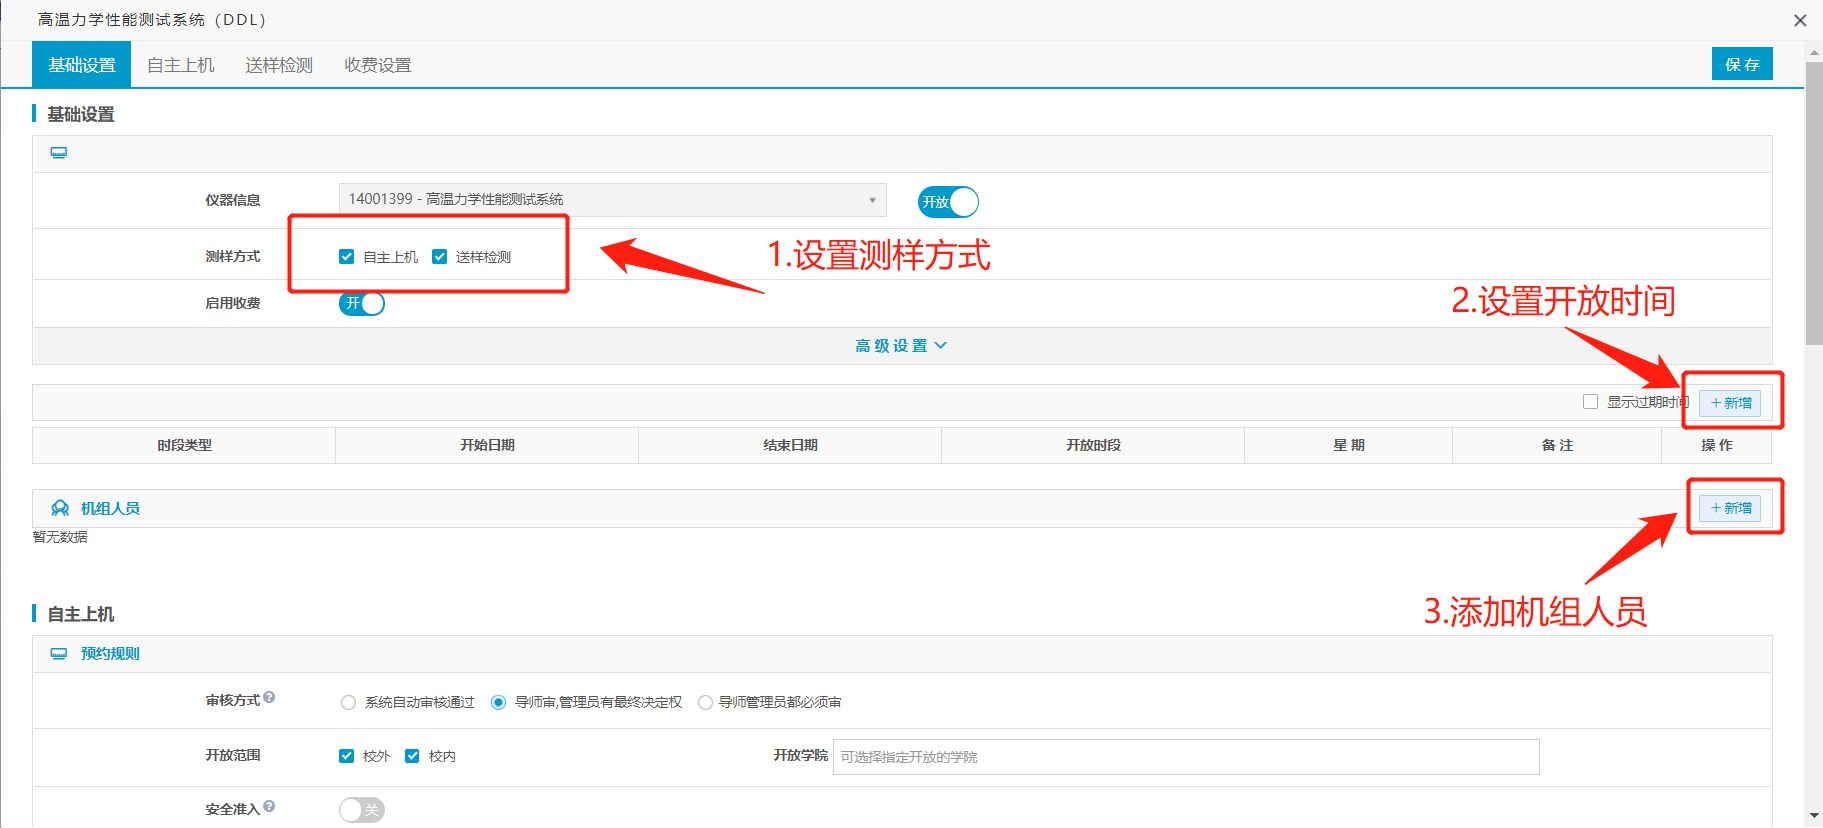 高温力学性能测试系统（DDL）
基础设置 自主上机 送样检测 收费设置 保 存
基础设置
仪器信息 14001399 - 高温力学性能测试系统 开放
测样方式 自主上机 送样检测
1.设置测样方式
启用收费 开
2.设置开放时间
高 级 设 置
显示过期时间 +新增
时段类型 开始日期 结束日期 开放时段 星 期 备 注 操 作
机组人员 +新增
暂无数据
3.添加机组人员
自主上机
预约规则
审核方式 系统自动审核通过 导师审,管理员有最终决定权 导师管理员都必须审
开放范围 校外 校内 开放学院 可选择指定开放的学院
安全准入 关